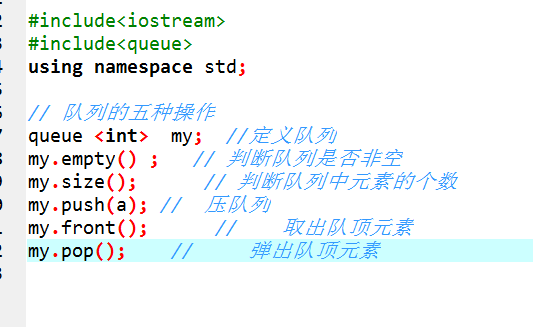 #include<iostream>
#include<queue>
using namespace std;
// 队列的五种操作
queue <int>  my;  //定义队列
my.empty() ;   // 判断队列是否非空
my.size();      // 判断队列中元素的个数
my.push(a); //  压队列
my.front();      //    取出队顶元素
my.pop();    //     弹出队顶元素